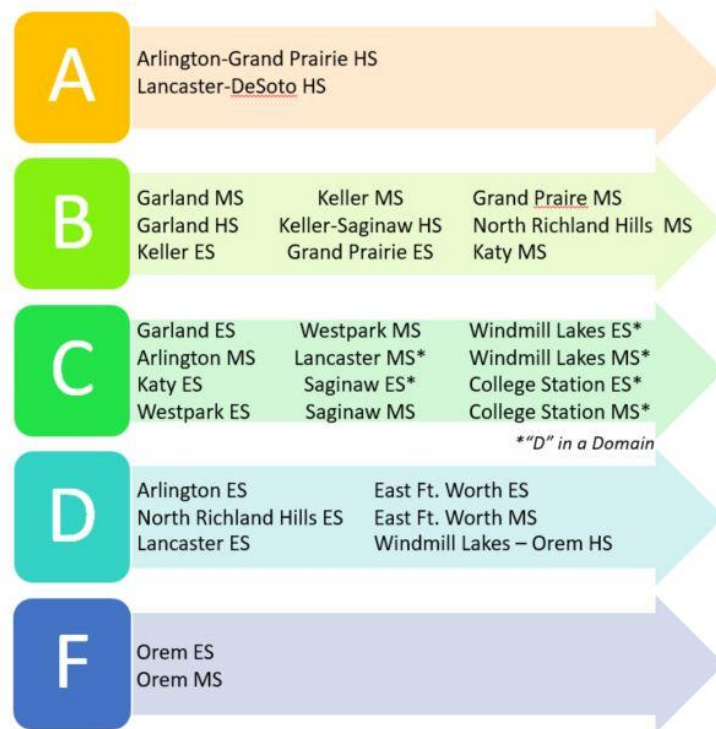 A
Arlington-Grand Prairie HS
Lancaster-DeSoto HS
B
Garland MS Keller MS Grand Praire MS
Garland HS Keller-Saginaw HS North Richland Hills MS
Keller ES Grand Prairie ES Katy MS
C
Garland ES Westpark MS Windmill Lakes ES*
Arlington MS Lancaster MS* Windmill Lakes MS*
Katy ES Saginaw ES* College Station ES*
Westpark ES Saginaw MS College Station MS*
*"D" in a Domain
D
Arlington ES East Ft. Worth ES
North Richland Hills ES East Ft. Worth MS
Lancaster ES Windmill Lakes – Orem HS
F
Orem ES
Orem MS